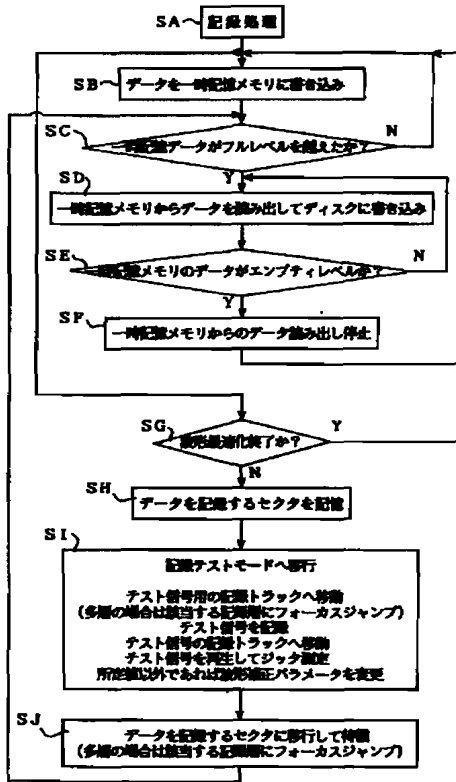 SA
記録処理
SB
データを一時記憶メモリに書き込み
SC
一時記憶データがフルレベルを越えたか?
N
Y
SD
一時記憶メモリからデータを読み出してディスクに書き込み
SE
一時記憶メモリのデータがエンプティレベルか?
N
Y
SF
一時記憶メモリからのデータ読み出し停止
SG
波形最適化終了か?
Y
N
SH
データを記録するセクタを記憶
SI
記録テストモードへ移行
テスト信号用の記録トラックへ移動
(多層の場合は該当する記録層にフォーカスジャンプ)
テスト信号を記録
テスト信号の記録トラックへ移動
テスト信号を再生してジッタ測定
所定値以外であれば波形補正パラメータを変更
SJ
データを記録するセクタに移行して待機
(多層の場合は該当する記録層にフォーカスジャンプ)